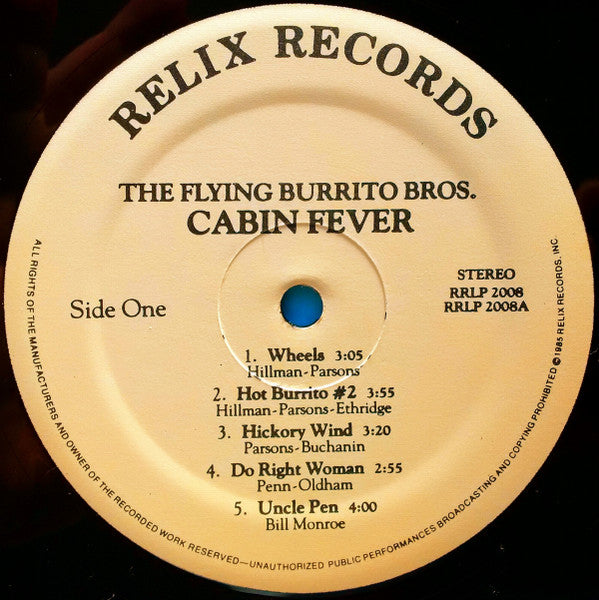 RELIX RECORDS
THE FLYING BURRITO BROS.
CABIN FEVER
STEREO
RRLP 2008
RRLP 2008A
Side One
1. Wheels 3:05
Hillman-Parsons
2. Hot Burrito #2 3:55
Hillman-Parsons-Ethridge
3. Hickory Wind 3:20
Parsons-Buchanin
4. Do Right Woman 2:55
Penn-Oldham
5. Uncle Pen 4:00
Bill Monroe
ALL RIGHTS OF THE MANUFACTURERS AND OWNER OF THE RECORDED WORK RESERVED—UNAUTHORIZED PUBLIC PERFORMANCES BROADCASTING AND COPYING PROHIBITED © 1985 RELIX RECORDS, INC.